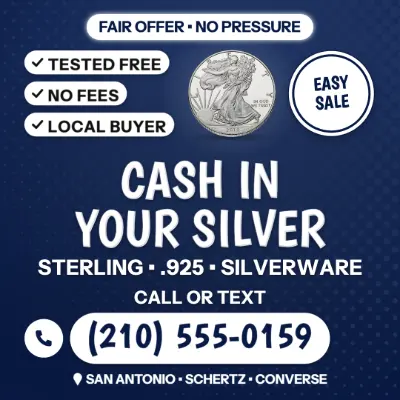 FAIR OFFER • NO PRESSURE
TESTED FREE
NO FEES
LOCAL BUYER
EASY
SALE
CASH IN
YOUR SILVER
STERLING ▪ .925 ▪ SILVERWARE
CALL OR TEXT
(210) 555-0159
SAN ANTONIO • SCHERTZ • CONVERSE